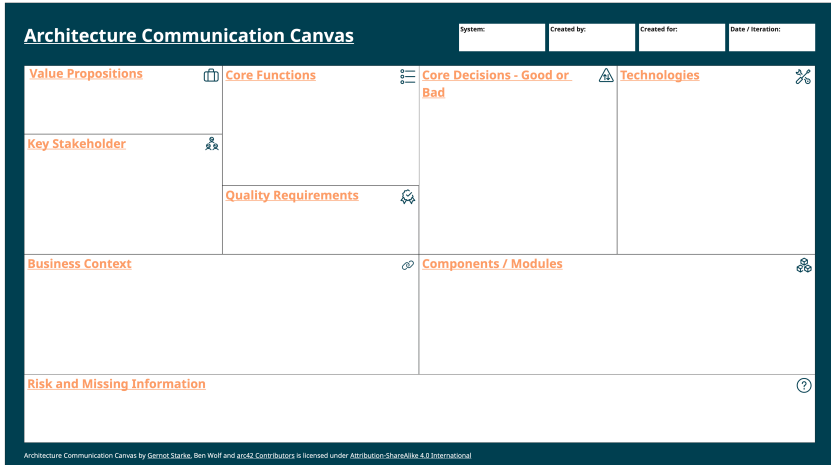 Architecture Communication Canvas
System:
Created by:
Created for:
Date / Iteration:
Value Propositions
Core Functions
Core Decisions - Good or
Bad
Technologies
Key Stakeholder
Quality Requirements
Business Context
Components / Modules
Risk and Missing Information
Architecture Communication Canvas by Gernot Starke, Ben Wolf and arc42 Contributors is licensed under Attribution-ShareAlike 4.0 International